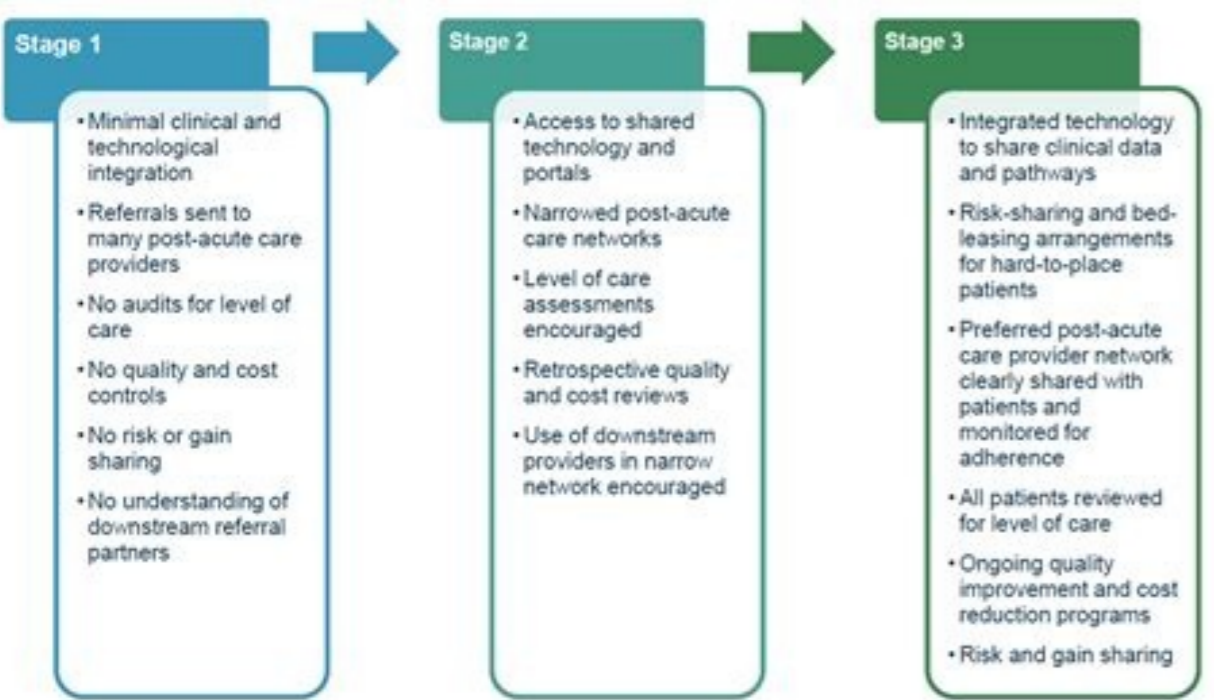 Stage 1
• Minimal clinical and
technological
integration
• Referrals sent to
many post-acute care
providers
• No audits for level of
care
• No quality and cost
controls
• No risk or gain
sharing
• No understanding of
downstream referral
partners
Stage 2
• Access to shared
technology and
portals
• Narrowed post-acute
care networks
• Level of care
assessments
encouraged
• Retrospective quality
and cost reviews
• Use of downstream
providers in narrow
network encouraged
Stage 3
• Integrated technology
to share clinical data
and pathways
• Risk-sharing and bed-
leasing arrangements
for hard-to-place
patients
• Preferred post-acute
care provider network
clearly shared with
patients and
monitored for
adherence
• All patients reviewed
for level of care
• Ongoing quality
improvement and cost
reduction programs
• Risk and gain sharing